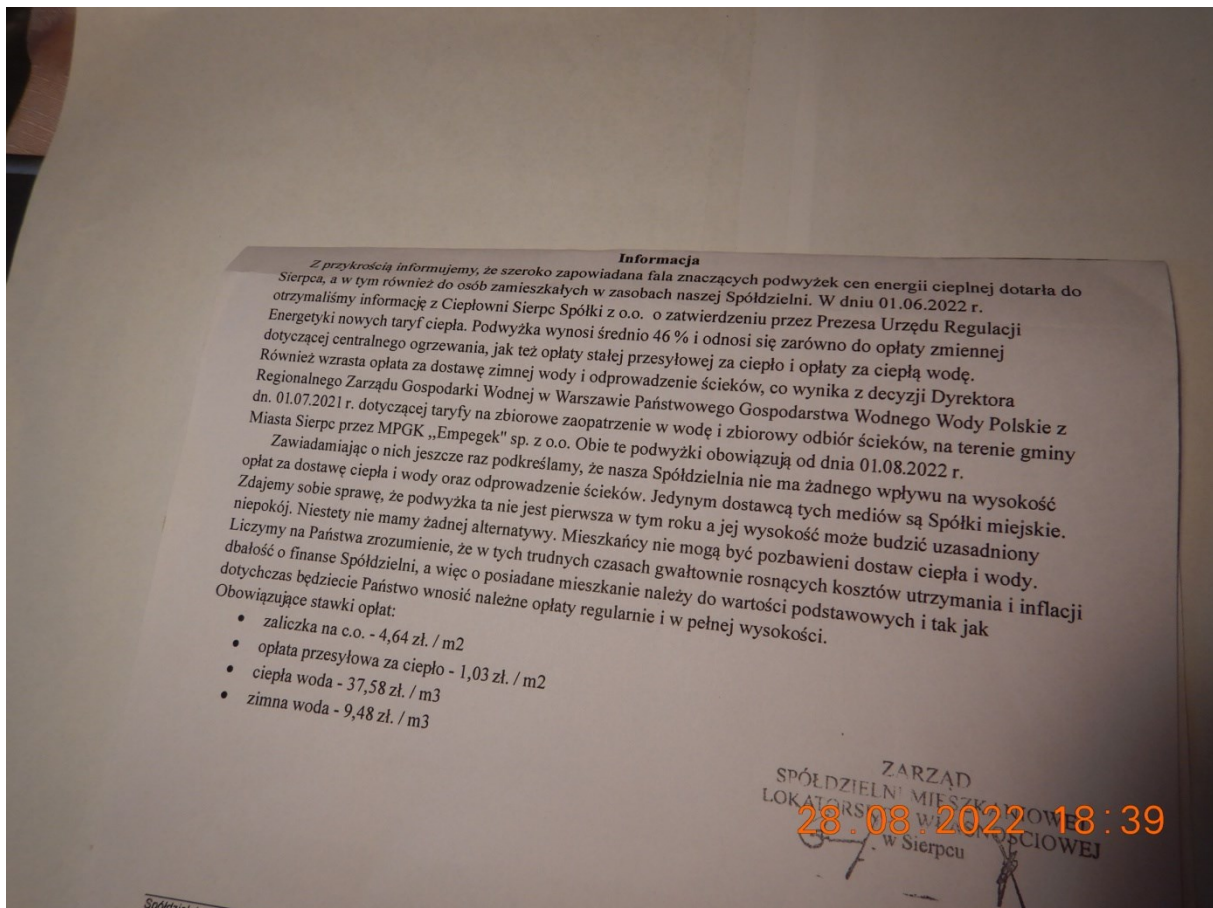 Informacja
Z przykrością informujemy, że szeroko zapowiadana fala znaczących podwyżek cen energii cieplnej dotarła do
Sierpca, a w tym również do osób zamieszkałych w zasobach naszej Spółdzielni. W dniu 01.06.2022 r.
otrzymaliśmy informację z Ciepłowni Sierpc Spółki z o.o. o zatwierdzeniu przez Prezesa Urzędu Regulacji
Energetyki nowych taryf ciepła. Podwyżka wynosi średnio 46 % i odnosi się zarówno do opłaty zmiennej
dotyczącej centralnego ogrzewania, jak też opłaty stałej przesyłowej za ciepło i opłaty za ciepłą wodę.
Również wzrasta opłata za dostawę zimnej wody i odprowadzenie ścieków, co wynika z decyzji Dyrektora
Regionalnego Zarządu Gospodarki Wodnej w Warszawie Państwowego Gospodarstwa Wodnego Wody Polskie z
dn. 01.07.2021 r. dotyczącej taryfy na zbiorowe zaopatrzenie w wodę i zbiorowy odbiór ścieków, na terenie gminy
Miasta Sierpc przez MPGK „Empegek" sp. z o.o. Obie te podwyżki obowiązują od dnia 01.08.2022 r.
Zawiadamiając o nich jeszcze raz podkreślamy, że nasza Spółdzielnia nie ma żadnego wpływu na wysokość
opłat za dostawę ciepła i wody oraz odprowadzenie ścieków. Jedynym dostawcą tych mediów są Spółki miejskie.
Zdajemy sobie sprawę, że podwyżka ta nie jest pierwsza w tym roku a jej wysokość może budzić uzasadniony
niepokój. Niestety nie mamy żadnej alternatywy. Mieszkańcy nie mogą być pozbawieni dostaw ciepła i wody.
Liczymy na Państwa zrozumienie, że w tych trudnych czasach gwałtownie rosnących kosztów utrzymania i inflacji
dbałość o finanse Spółdzielni, a więc o posiadane mieszkanie należy do wartości podstawowych i tak jak
dotychczas będziecie Państwo wnosić należne opłaty regularnie i w pełnej wysokości.
Obowiązujące stawki opłat:
• zaliczka na c.o. - 4,64 zł. / m2
• opłata przesyłowa za ciepło - 1,03 zł. / m2
• ciepła woda - 37,58 zł. / m3
• zimna woda - 9,48 zł. / m3
ZARZĄD
SPÓŁDZIELNI MIESZKANIOWEJ
LOKATORSKO WŁASNOŚCIOWEJ
w Sierpcu
28.08.2022 18:39